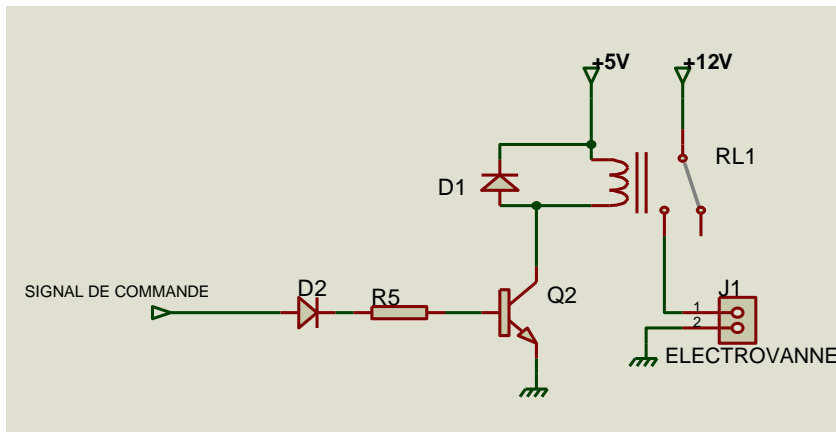 +5V
+12V
RL1
D1
D2
SIGNAL DE COMMANDE
R5
Q2
J1
1
2
ELECTROVANNE